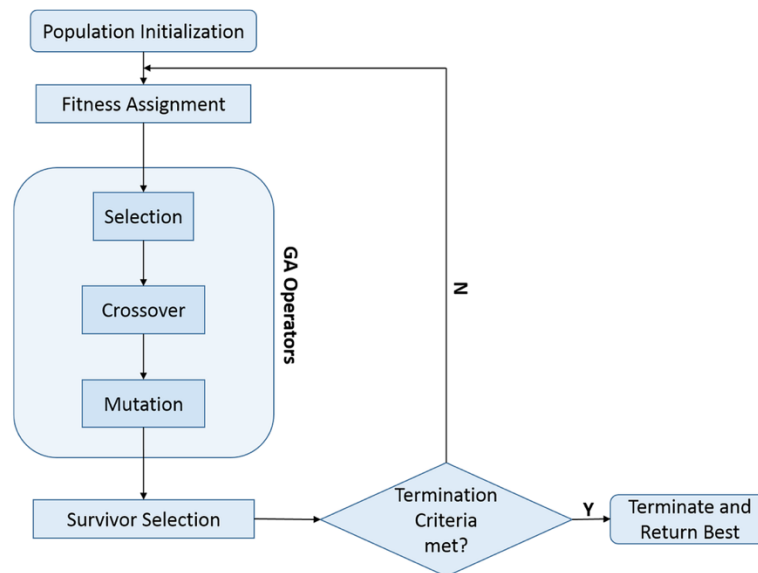 Population Initialization
Fitness Assignment
Selection
Crossover
Mutation
GA Operators
Survivor Selection
Termination
Criteria
met?
N
Y
Terminate and
Return Best